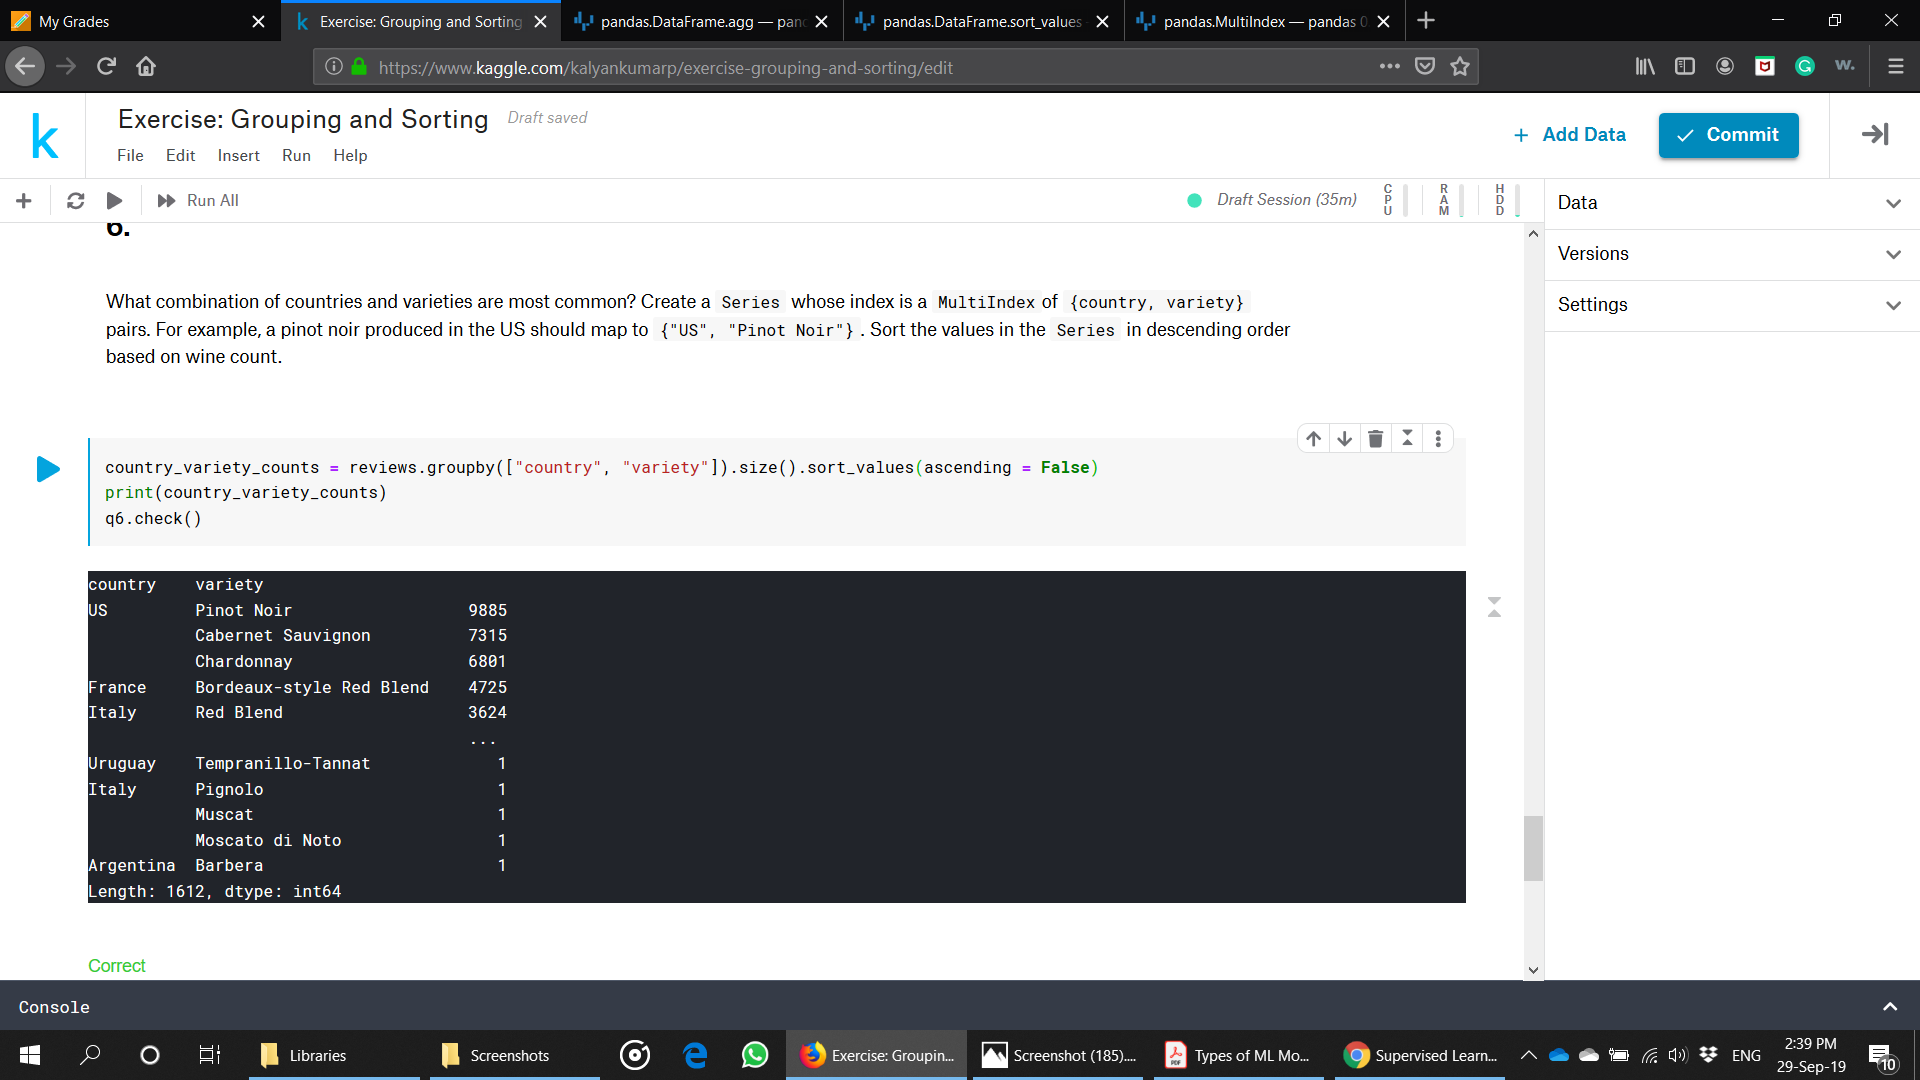 My Grades
Exercise: Grouping and Sorting
pandas.DataFrame.agg — pand
pandas.DataFrame.sort_values
pandas.MultiIndex — pandas 0
https://www.kaggle.com/kalyankumarp/exercise-grouping-and-sorting/edit
w.
k
Exercise: Grouping and Sorting Draft saved
File Edit Insert Run Help
+ Add Data
Commit
Run All
Draft Session (35m)
CPU
RAM
HDD
Data
Versions
Settings
6.
What combination of countries and varieties are most common? Create a Series whose index is a MultiIndex of {country, variety}
pairs. For example, a pinot noir produced in the US should map to {"US", "Pinot Noir"} . Sort the values in the Series in descending order
based on wine count.
country_variety_counts = reviews.groupby(["country", "variety"]).size().sort_values(ascending = False)
print(country_variety_counts)
q6.check()
country variety
US Pinot Noir 9885
Cabernet Sauvignon 7315
Chardonnay 6801
France Bordeaux-style Red Blend 4725
Italy Red Blend 3624
...
Uruguay Tempranillo-Tannat 1
Italy Pignolo 1
Muscat 1
Moscato di Noto 1
Argentina Barbera 1
Length: 1612, dtype: int64
Correct
Console
Libraries
Screenshots
Exercise: Groupin...
Screenshot (185)....
Types of ML Mo...
Supervised Learn...
ENG
2:39 PM
29-Sep-19
10